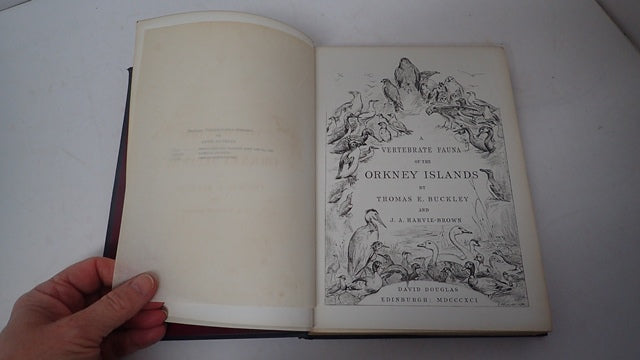 A
VERTEBRATE FAUNA
OF THE
ORKNEY ISLANDS
BY
THOMAS E. BUCKLEY
AND
J. A. HARVIE-BROWN
DAVID DOUGLAS
EDINBURGH: MDCCCXCI